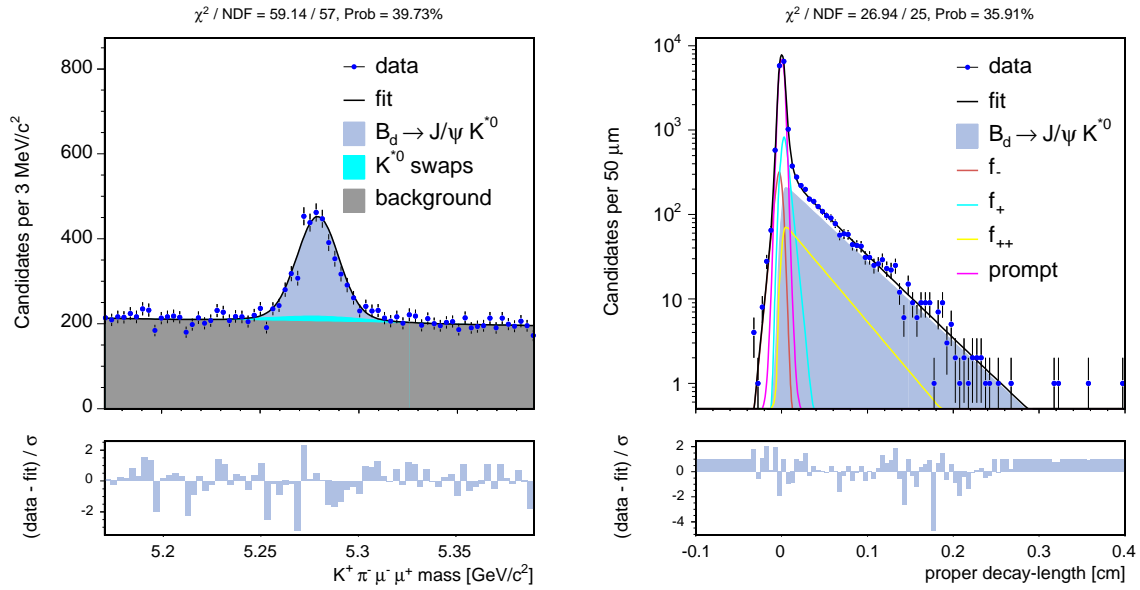 χ² / NDF = 59.14 / 57, Prob = 39.73%
Candidates per 3 MeV/c²
800
600
400
200
0
data
fit
B_d → J/ψ K*⁰
K*⁰ swaps
background
(data - fit) / σ
2
0
-2
5.2
5.25
5.3
5.35
K⁺ π⁻ μ⁻ μ⁺ mass [GeV/c²]
χ² / NDF = 26.94 / 25, Prob = 35.91%
Candidates per 50 μm
10⁴
10³
10²
10
1
data
fit
B_d → J/ψ K*⁰
f₋
f₊
f₊₊
prompt
(data - fit) / σ
2
0
-2
-4
-0.1
0
0.1
0.2
0.3
0.4
proper decay-length [cm]